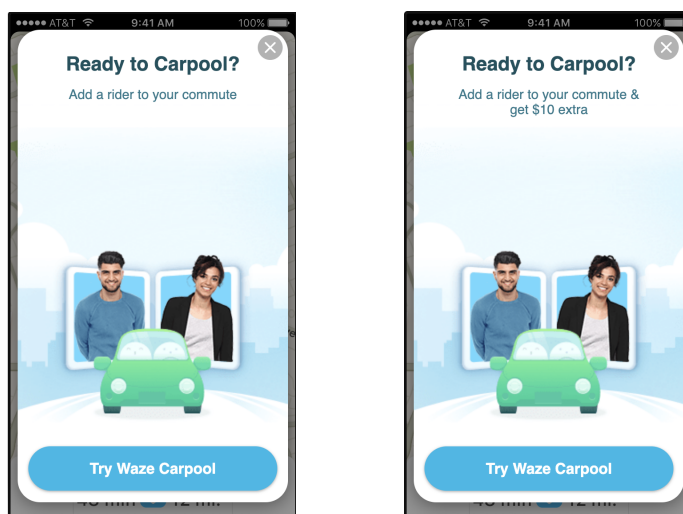 AT&T 9:41 AM 100%
Ready to Carpool?
Add a rider to your commute
Try Waze Carpool
AT&T 9:41 AM 100%
Ready to Carpool?
Add a rider to your commute &
get $10 extra
Try Waze Carpool